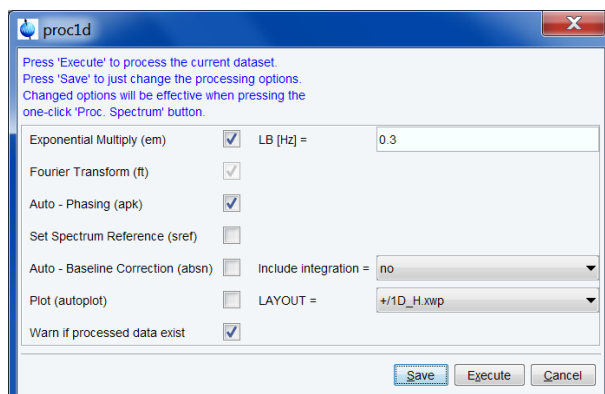 proc1d
Press 'Execute' to process the current dataset.
Press 'Save' to just change the processing options.
Changed options will be effective when pressing the
one-click 'Proc. Spectrum' button.
Exponential Multiply (em) LB [Hz] = 0.3
Fourier Transform (ft)
Auto - Phasing (apk)
Set Spectrum Reference (sref)
Auto - Baseline Correction (absn) Include integration = no
Plot (autoplot) LAYOUT = +/1D_H.xwp
Warn if processed data exist
Save Execute Cancel